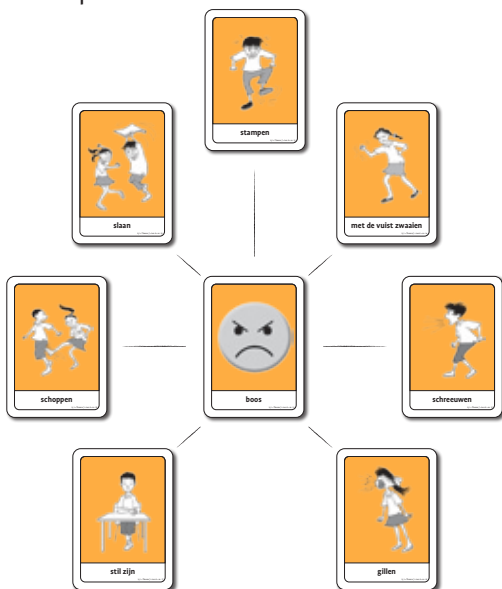 stampen
slaan
met de vuist zwaaien
schoppen
boos
schreeuwen
stil zijn
gillen